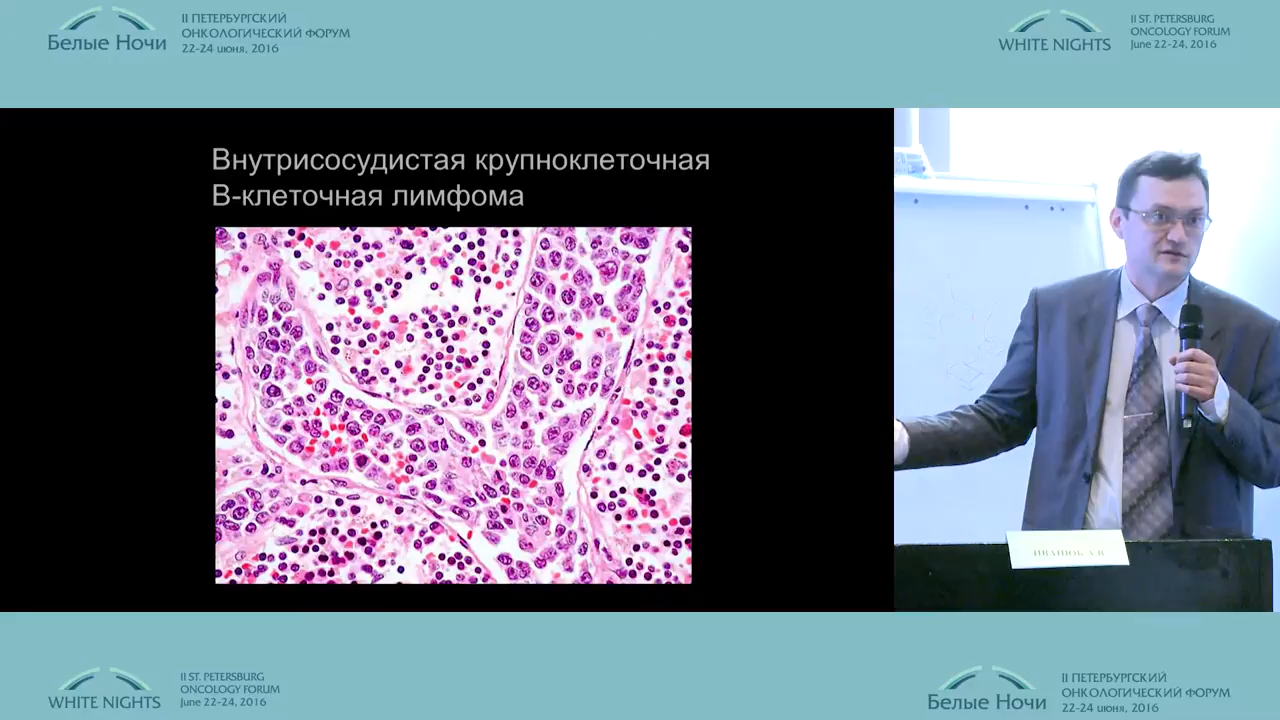 Белые Ночи
II ПЕТЕРБУРГСКИЙ
ОНКОЛОГИЧЕСКИЙ ФОРУМ
22-24 июня, 2016
WHITE NIGHTS
II ST. PETERSBURG
ONCOLOGY FORUM
June 22-24, 2016
Внутрисосудистая крупноклеточная
В-клеточная лимфома
ИВАНЮК А.В.
WHITE NIGHTS
II ST. PETERSBURG
ONCOLOGY FORUM
June 22-24, 2016
Белые Ночи
II ПЕТЕРБУРГСКИЙ
ОНКОЛОГИЧЕСКИЙ ФОРУМ
22-24 июня, 2016